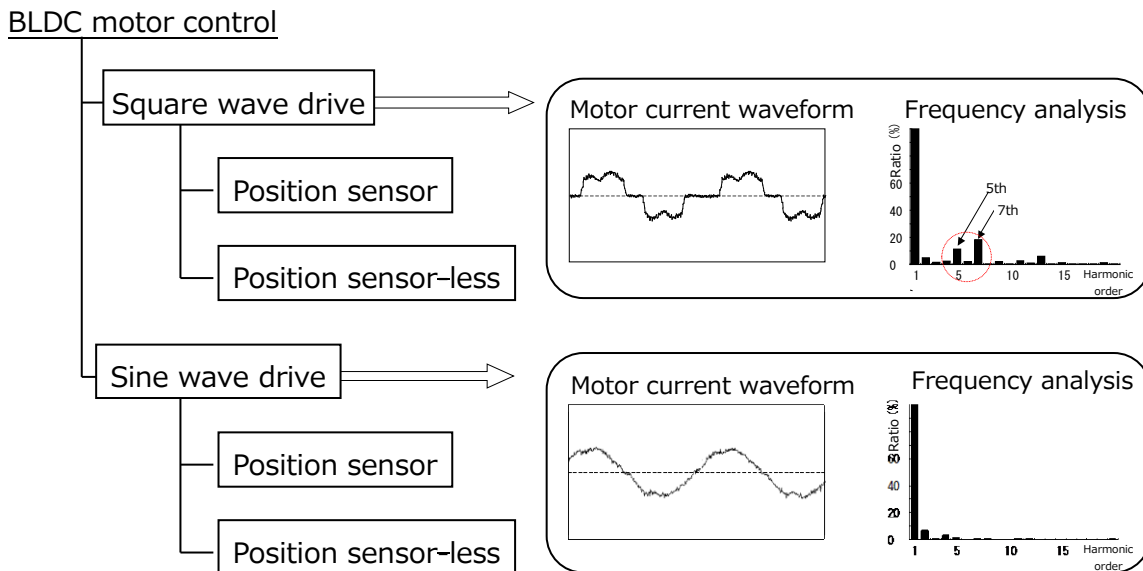 BLDC motor control
Square wave drive
Position sensor
Position sensor-less
Motor current waveform
Frequency analysis
Ratio (%)
60
40
20
0
5th
7th
1
5
10
15
Harmonic
order
Sine wave drive
Position sensor
Position sensor-less
Motor current waveform
Frequency analysis
Ratio (%)
60
40
20
0
1
5
10
15
Harmonic
order